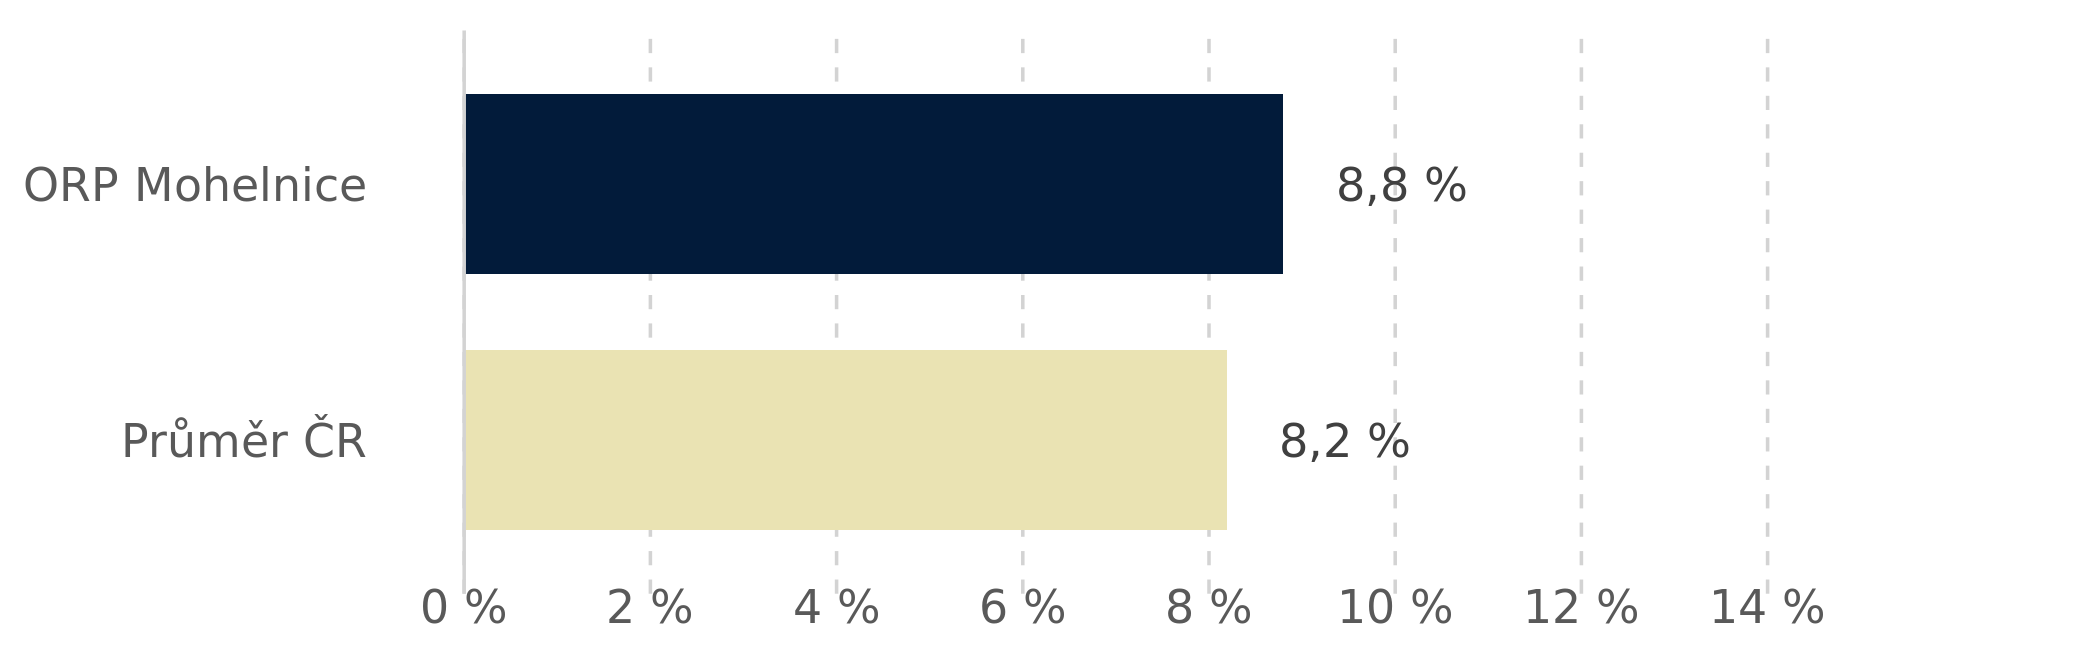 ORP Mohelnice
8,8 %
Průměr ČR
8,2 %
0 % 2 % 4 % 6 % 8 % 10 % 12 % 14 %